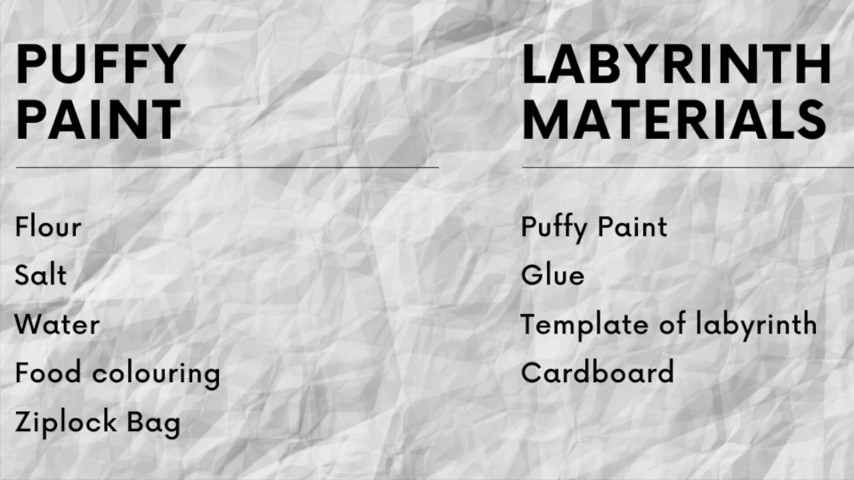 PUFFY
PAINT
Flour
Salt
Water
Food colouring
Ziplock Bag
LABYRINTH
MATERIALS
Puffy Paint
Glue
Template of labyrinth
Cardboard